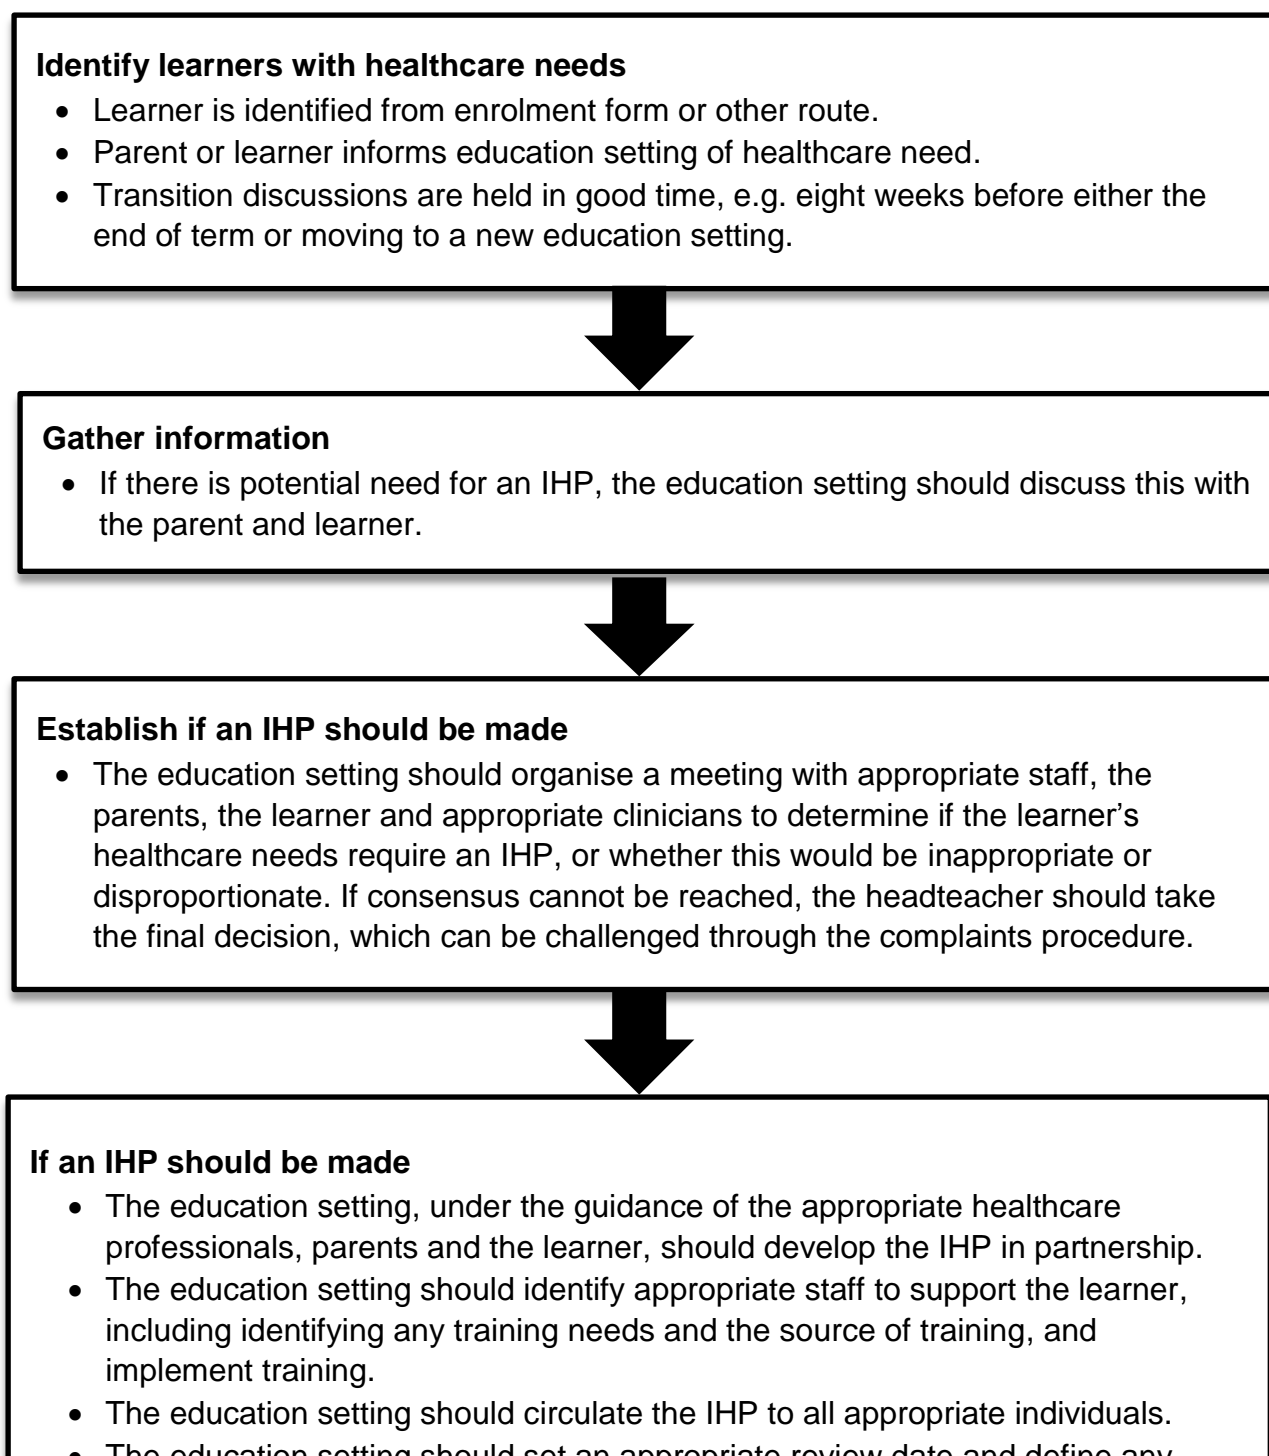 Identify learners with healthcare needs
• Learner is identified from enrolment form or other route.
• Parent or learner informs education setting of healthcare need.
• Transition discussions are held in good time, e.g. eight weeks before either the
end of term or moving to a new education setting.
Gather information
• If there is potential need for an IHP, the education setting should discuss this with
the parent and learner.
Establish if an IHP should be made
• The education setting should organise a meeting with appropriate staff, the
parents, the learner and appropriate clinicians to determine if the learner’s
healthcare needs require an IHP, or whether this would be inappropriate or
disproportionate. If consensus cannot be reached, the headteacher should take
the final decision, which can be challenged through the complaints procedure.
If an IHP should be made
• The education setting, under the guidance of the appropriate healthcare
professionals, parents and the learner, should develop the IHP in partnership.
• The education setting should identify appropriate staff to support the learner,
including identifying any training needs and the source of training, and
implement training.
• The education setting should circulate the IHP to all appropriate individuals.
• The education setting should set an appropriate review date and define any